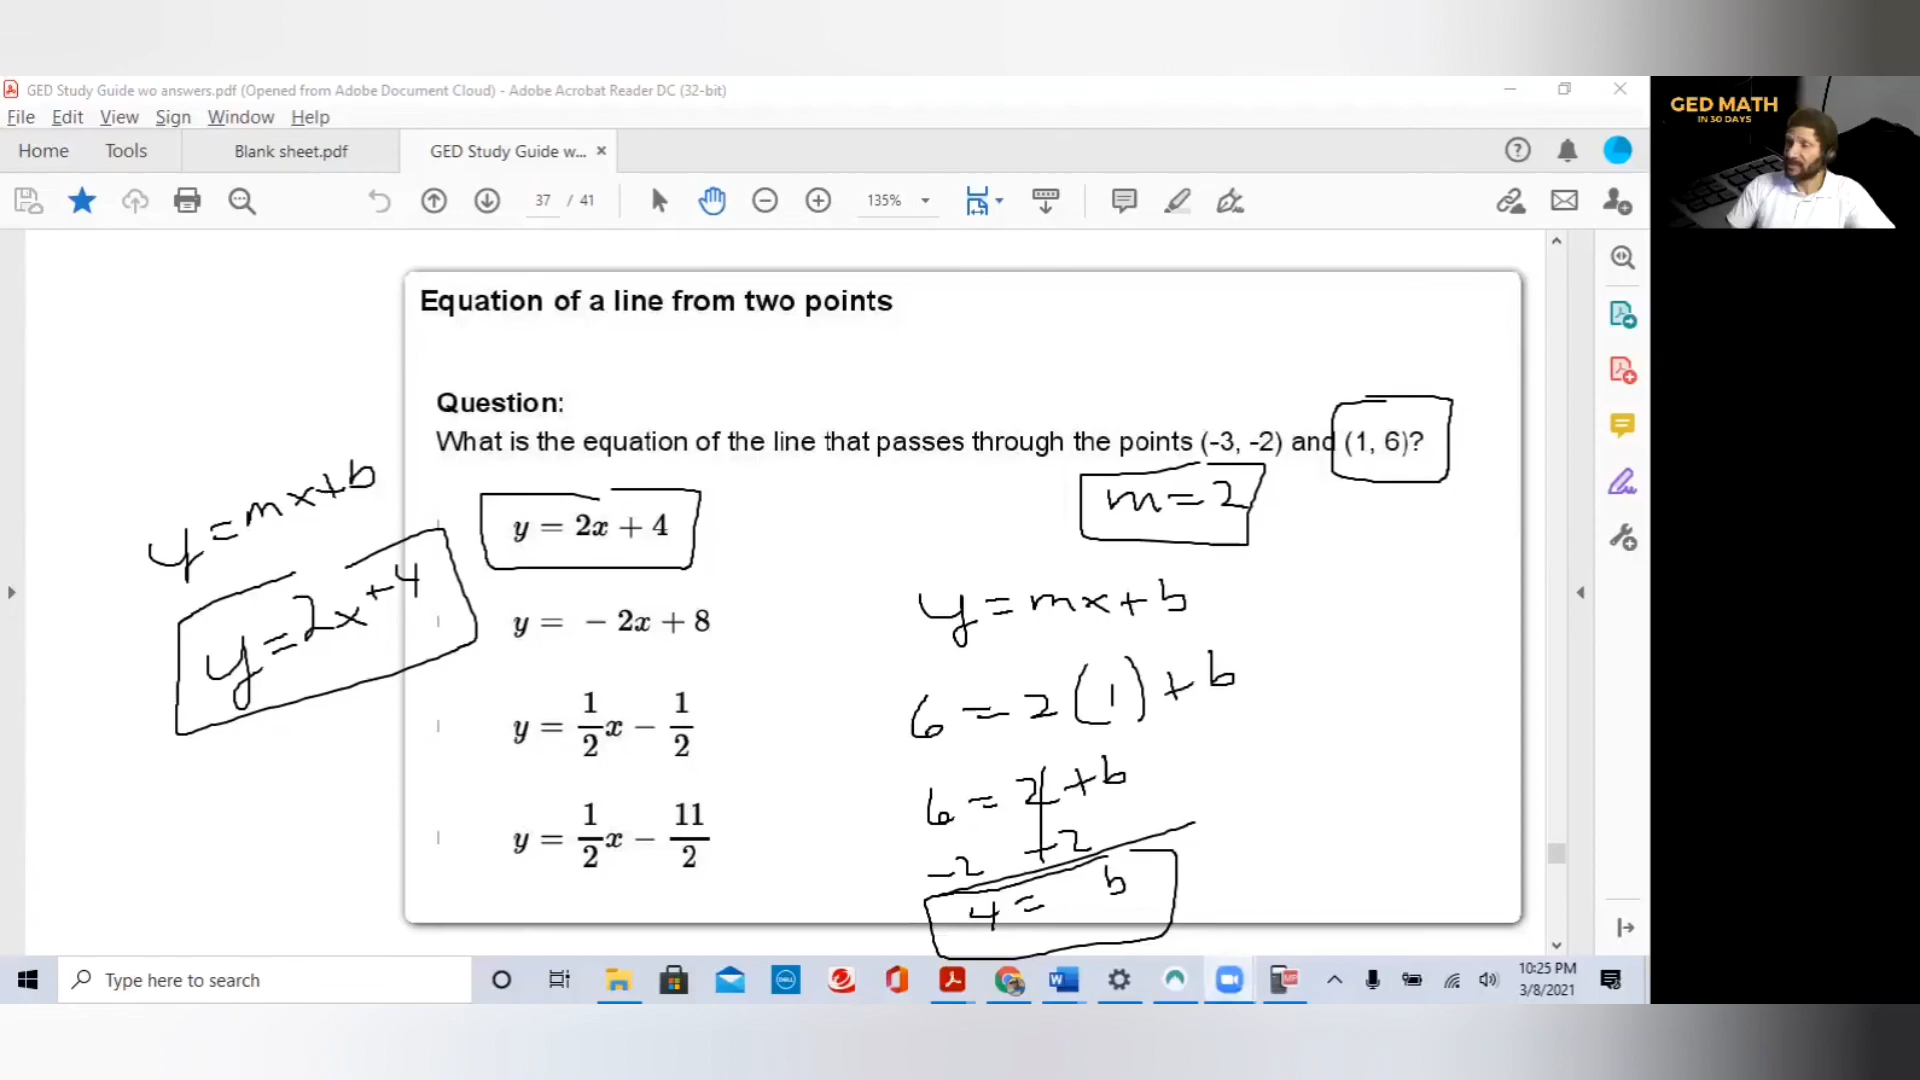 GED Study Guide wo answers.pdf (Opened from Adobe Document Cloud) - Adobe Acrobat Reader DC (32-bit)
File Edit View Sign Window Help
Home Tools Blank sheet.pdf GED Study Guide w... ×
37 / 41 135%
GED MATH
IN 30 DAYS
Equation of a line from two points
Question:
What is the equation of the line that passes through the points (-3, -2) and (1, 6)?
m=2
y=mx+b
y=2x+4
y = 2x + 4
y = - 2x + 8
y = 1/2 x - 1/2
y = 1/2 x - 11/2
y=mx+b
6=2(1)+b
6=2+b
-2 -2
4= b
Type here to search
DELL
10:25 PM
3/8/2021